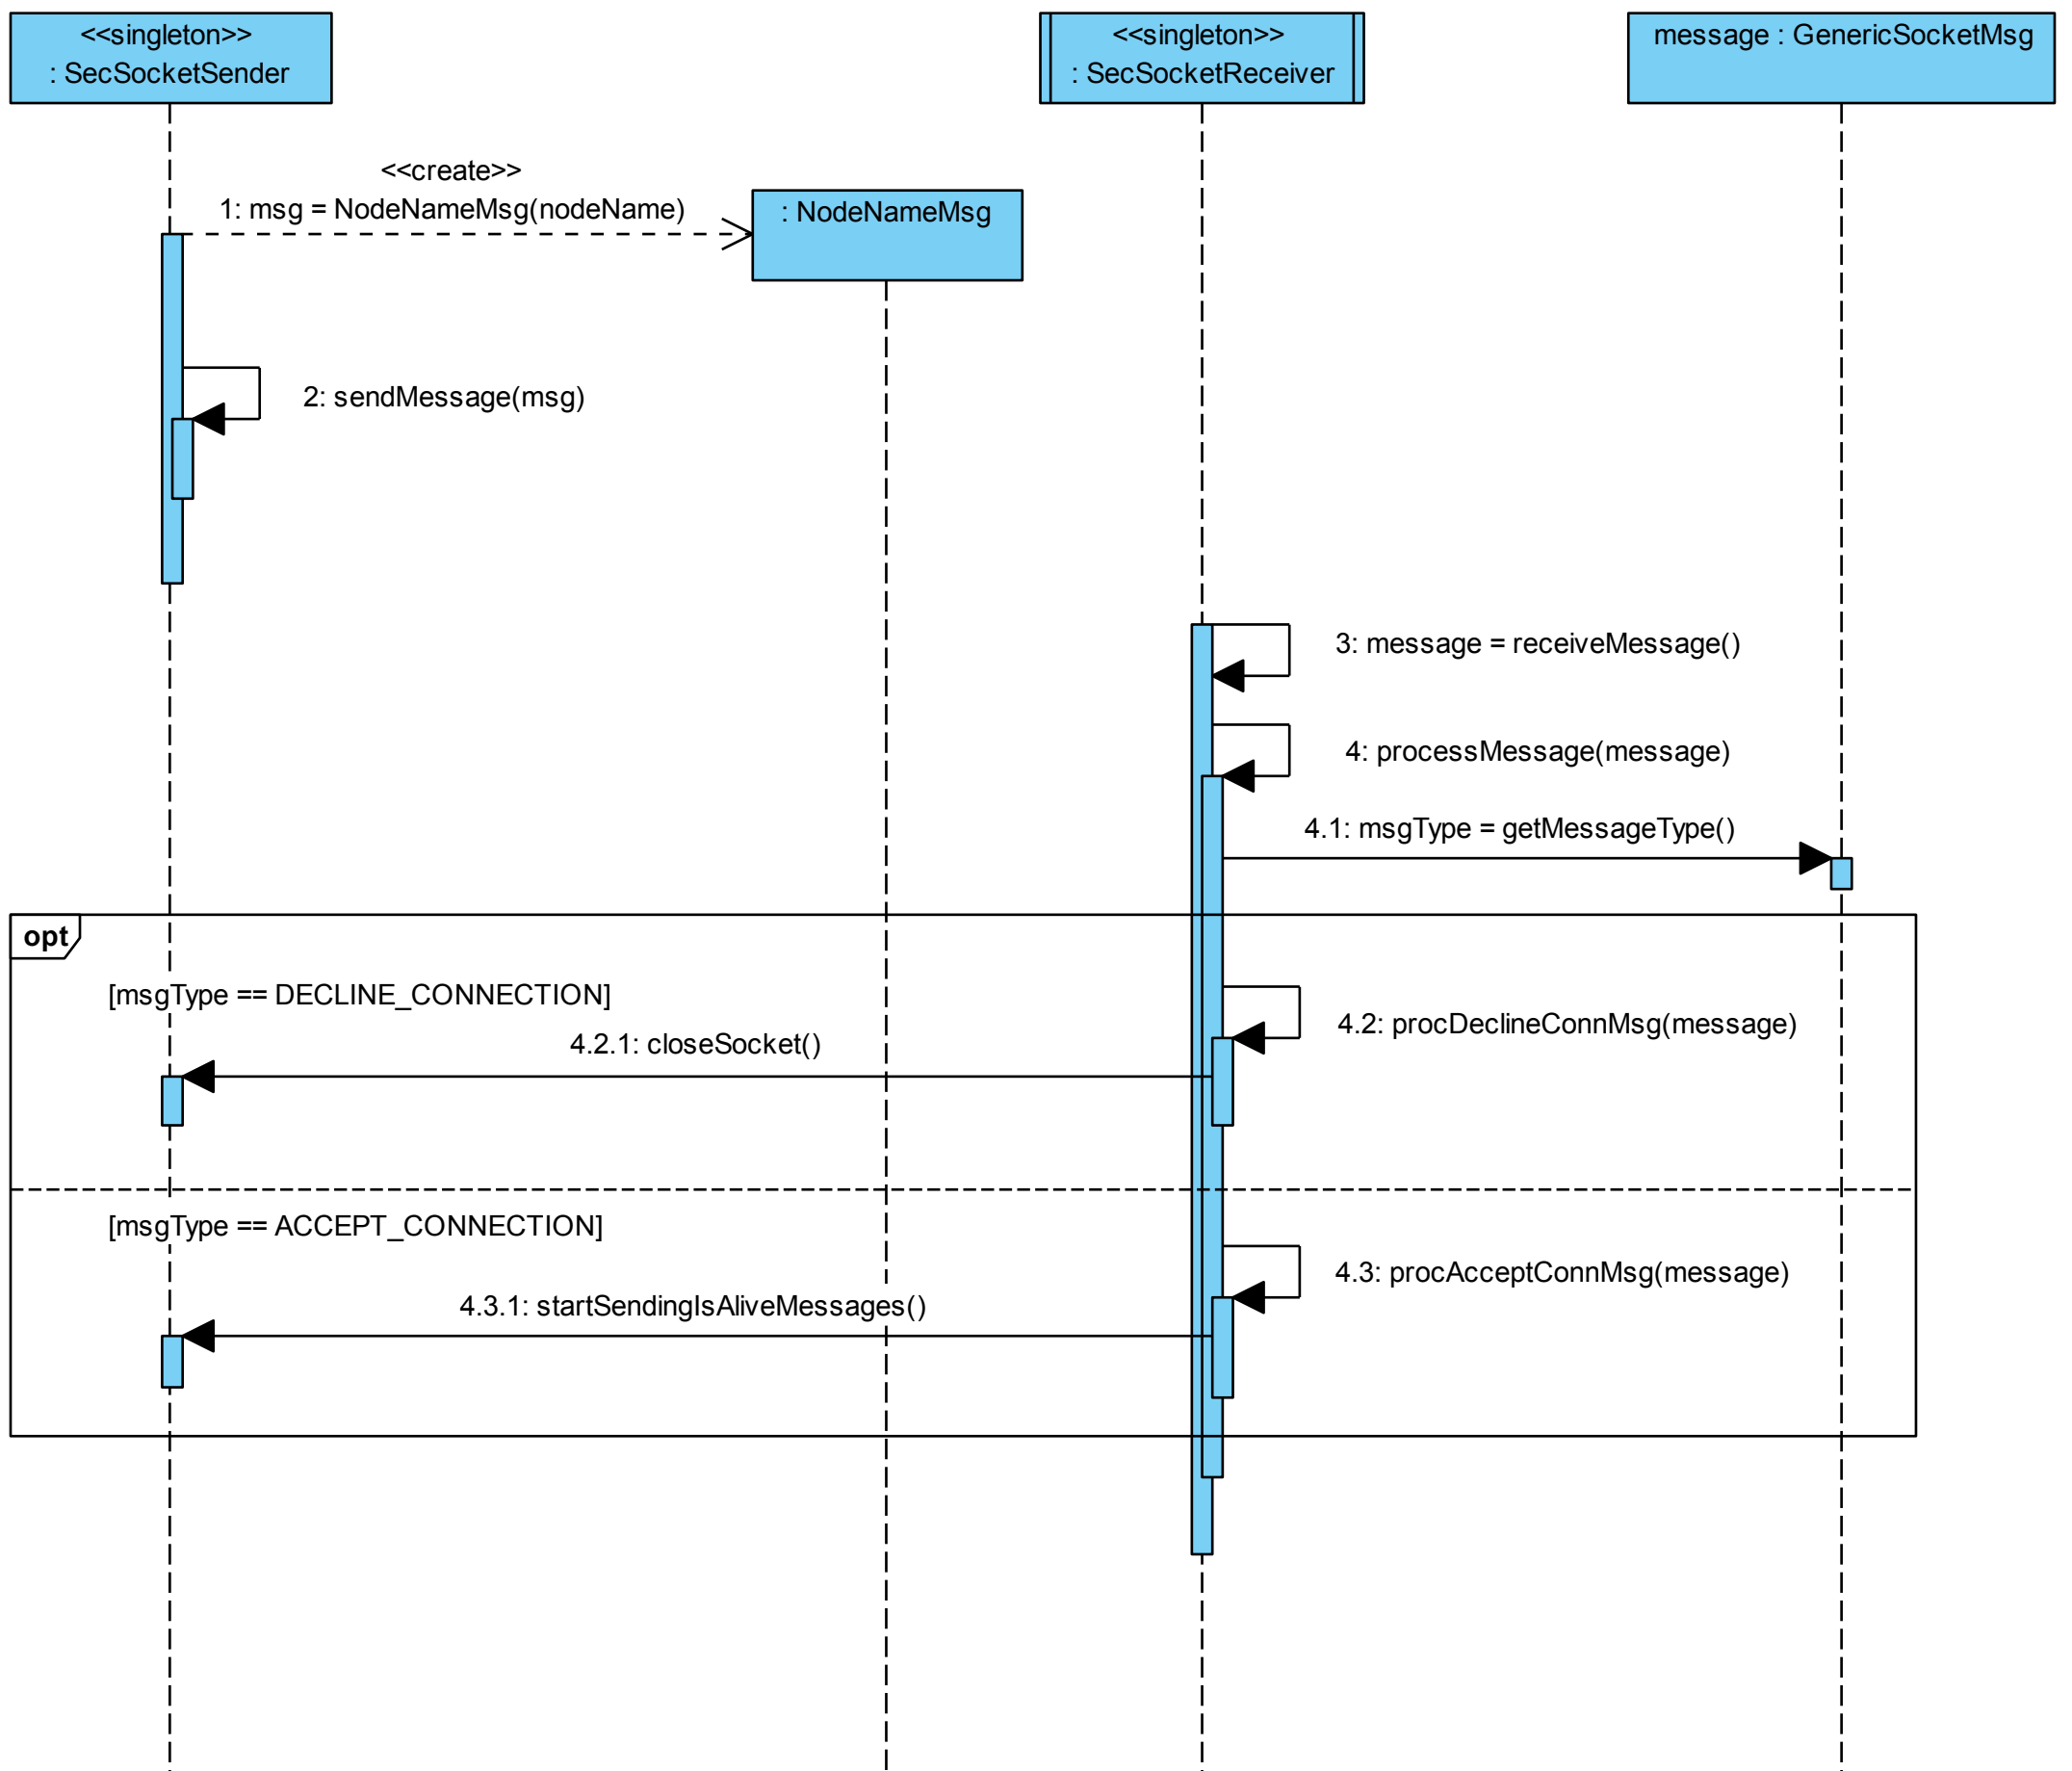 <<singleton>>
: SecSocketSender
<<singleton>>
: SecSocketReceiver
message : GenericSocketMsg
<<create>>
1: msg = NodeNameMsg(nodeName)
: NodeNameMsg
2: sendMessage(msg)
3: message = receiveMessage()
4: processMessage(message)
4.1: msgType = getMessageType()
opt
[msgType == DECLINE_CONNECTION]
4.2: procDeclineConnMsg(message)
4.2.1: closeSocket()
[msgType == ACCEPT_CONNECTION]
4.3: procAcceptConnMsg(message)
4.3.1: startSendingIsAliveMessages()